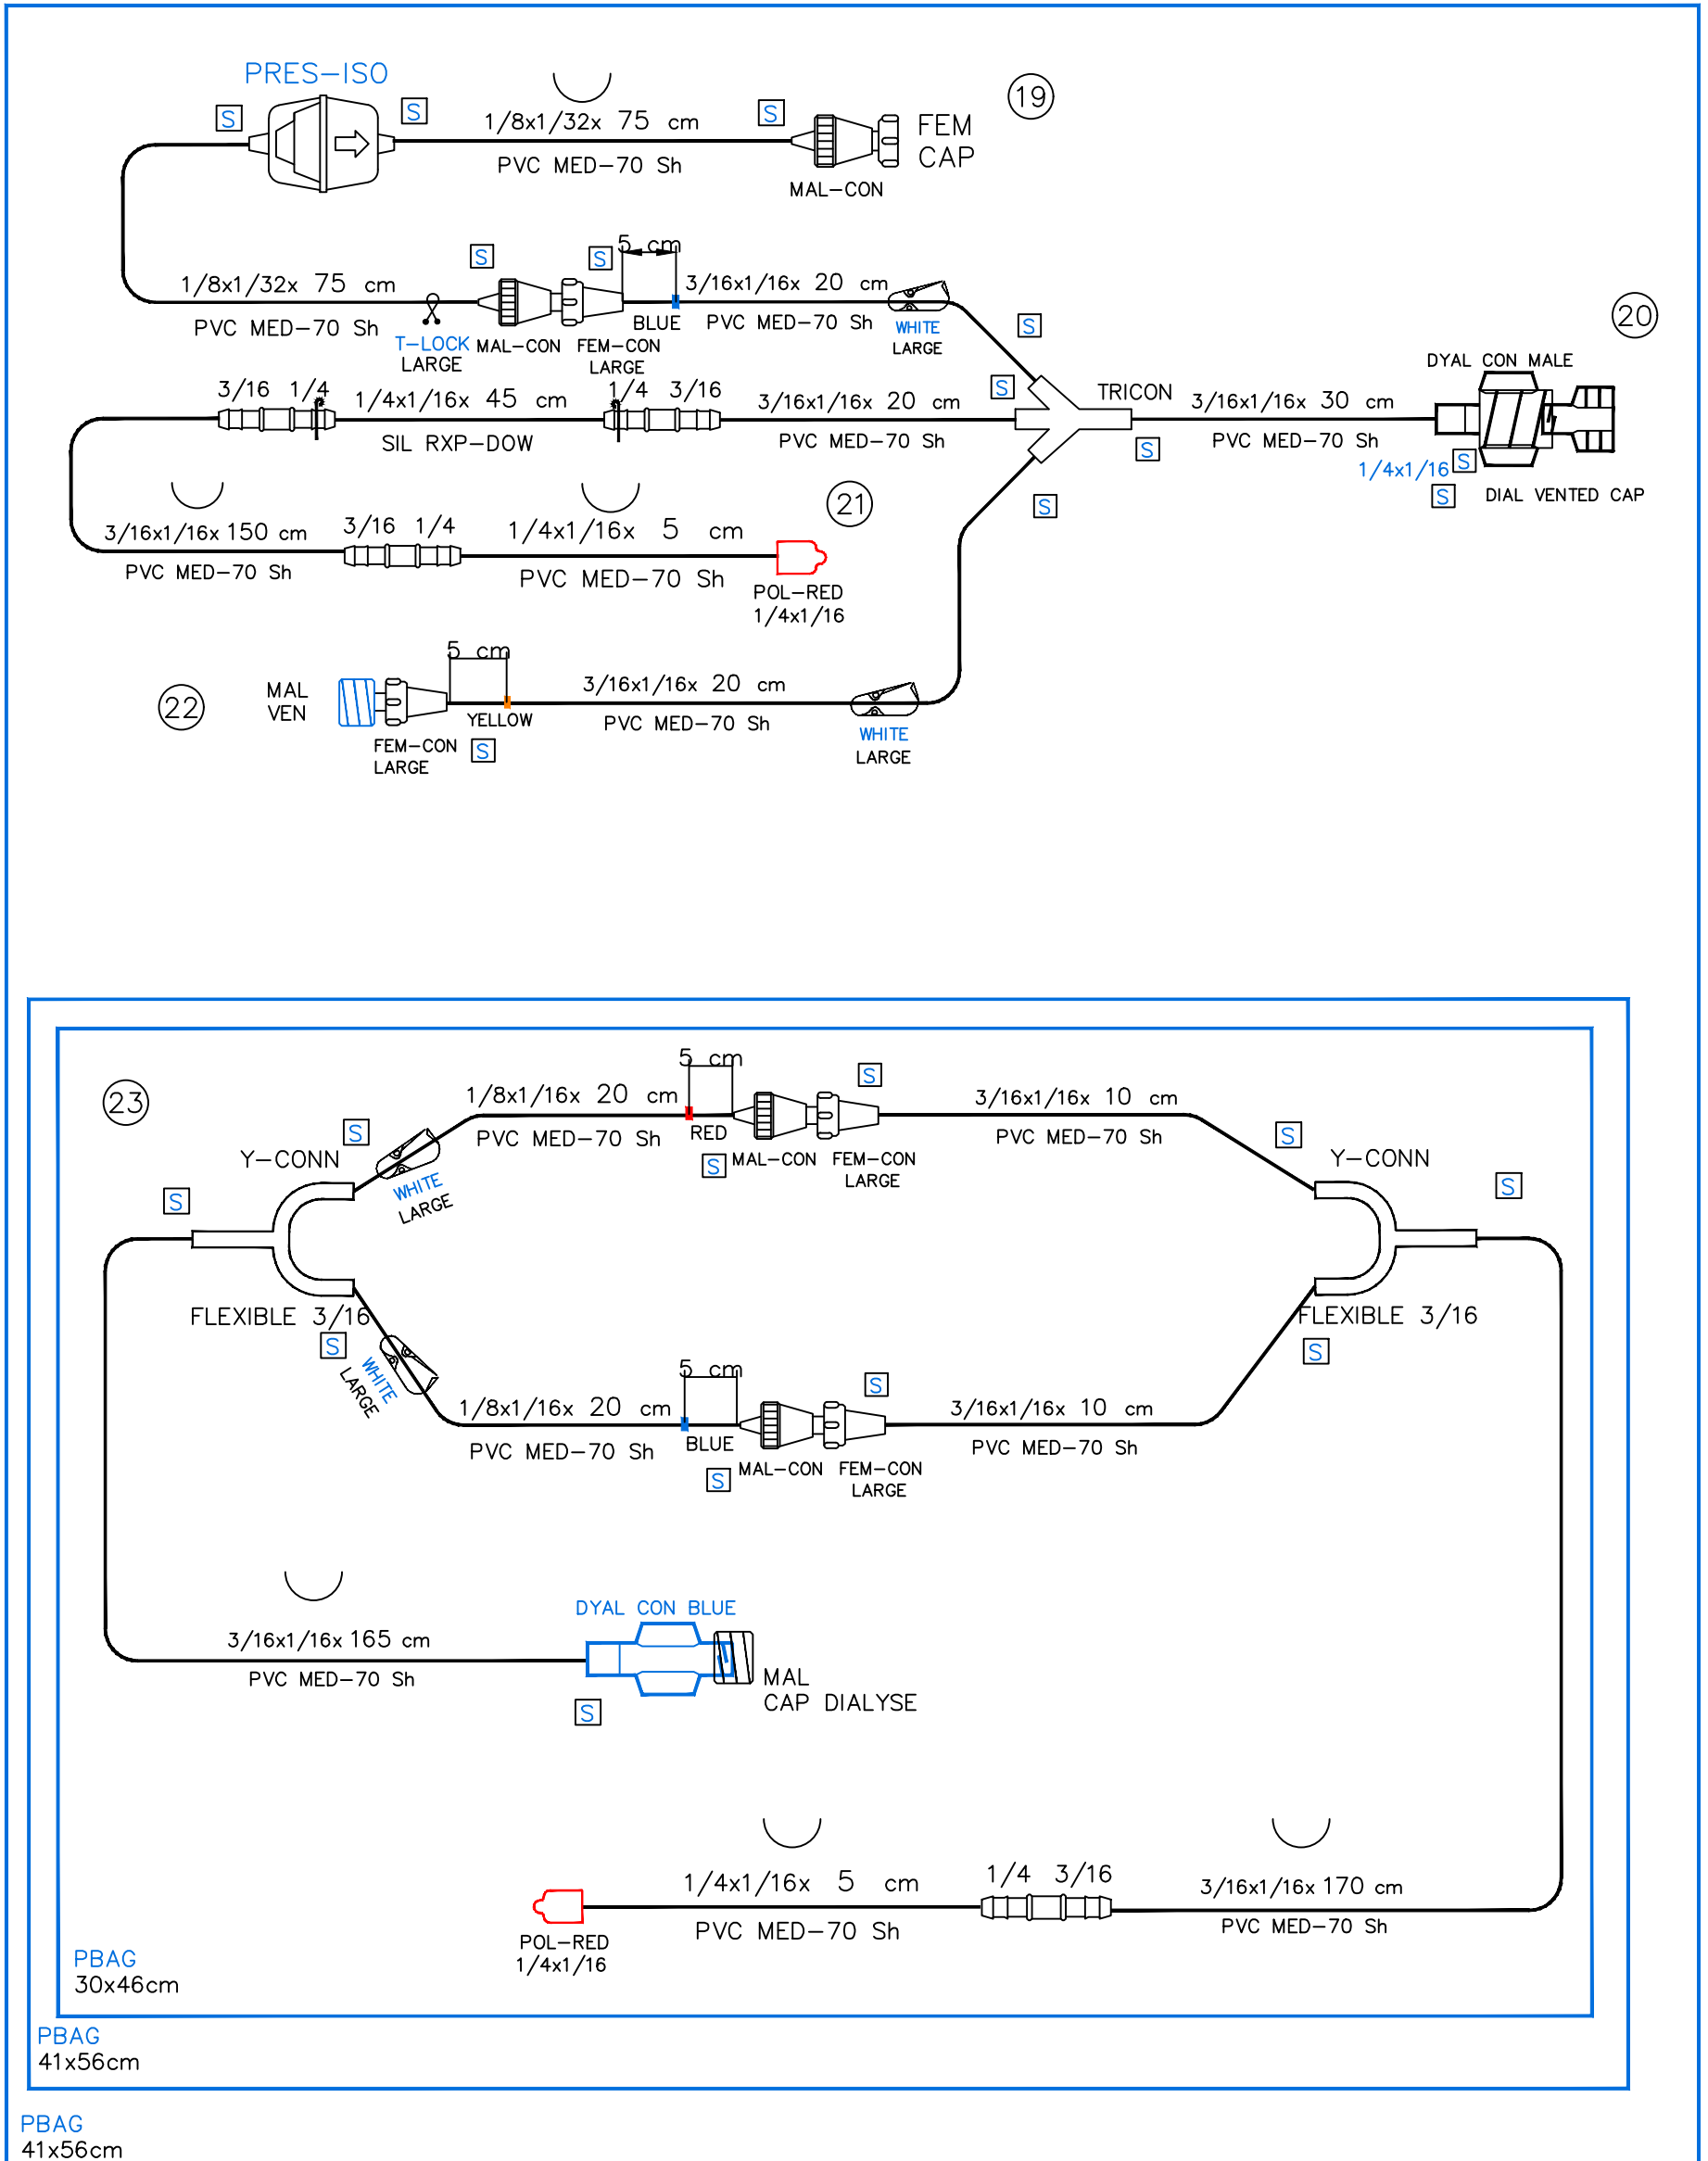 PRES-ISO
S
S
1/8x1/32x 75 cm
PVC MED-70 Sh
S
MAL-CON
FEM
CAP
19
1/8x1/32x 75 cm
PVC MED-70 Sh
T-LOCK
LARGE
S
MAL-CON
S
FEM-CON
LARGE
5 cm
BLUE
3/16x1/16x 20 cm
PVC MED-70 Sh
WHITE
LARGE
S
20
3/16 1/4
1/4x1/16x 45 cm
SIL RXP-DOW
1/4 3/16
3/16x1/16x 20 cm
PVC MED-70 Sh
S
TRICON
S
3/16x1/16x 30 cm
PVC MED-70 Sh
DYAL CON MALE
1/4x1/16 S
S
DIAL VENTED CAP
S
3/16x1/16x 150 cm
PVC MED-70 Sh
3/16 1/4
1/4x1/16x 5 cm
PVC MED-70 Sh
21
POL-RED
1/4x1/16
22
MAL
VEN
FEM-CON
LARGE
5 cm
YELLOW
S
3/16x1/16x 20 cm
PVC MED-70 Sh
WHITE
LARGE
23
S
Y-CONN
S
FLEXIBLE 3/16
S
WHITE
LARGE
1/8x1/16x 20 cm
PVC MED-70 Sh
5 cm
RED
S
MAL-CON
S
FEM-CON
LARGE
3/16x1/16x 10 cm
PVC MED-70 Sh
S
Y-CONN
S
FLEXIBLE 3/16
S
WHITE
LARGE
1/8x1/16x 20 cm
PVC MED-70 Sh
5 cm
BLUE
S
MAL-CON
S
FEM-CON
LARGE
3/16x1/16x 10 cm
PVC MED-70 Sh
3/16x1/16x 165 cm
PVC MED-70 Sh
DYAL CON BLUE
S
MAL
CAP DIALYSE
POL-RED
1/4x1/16
1/4x1/16x 5 cm
PVC MED-70 Sh
1/4 3/16
3/16x1/16x 170 cm
PVC MED-70 Sh
PBAG
30x46cm
PBAG
41x56cm
PBAG
41x56cm